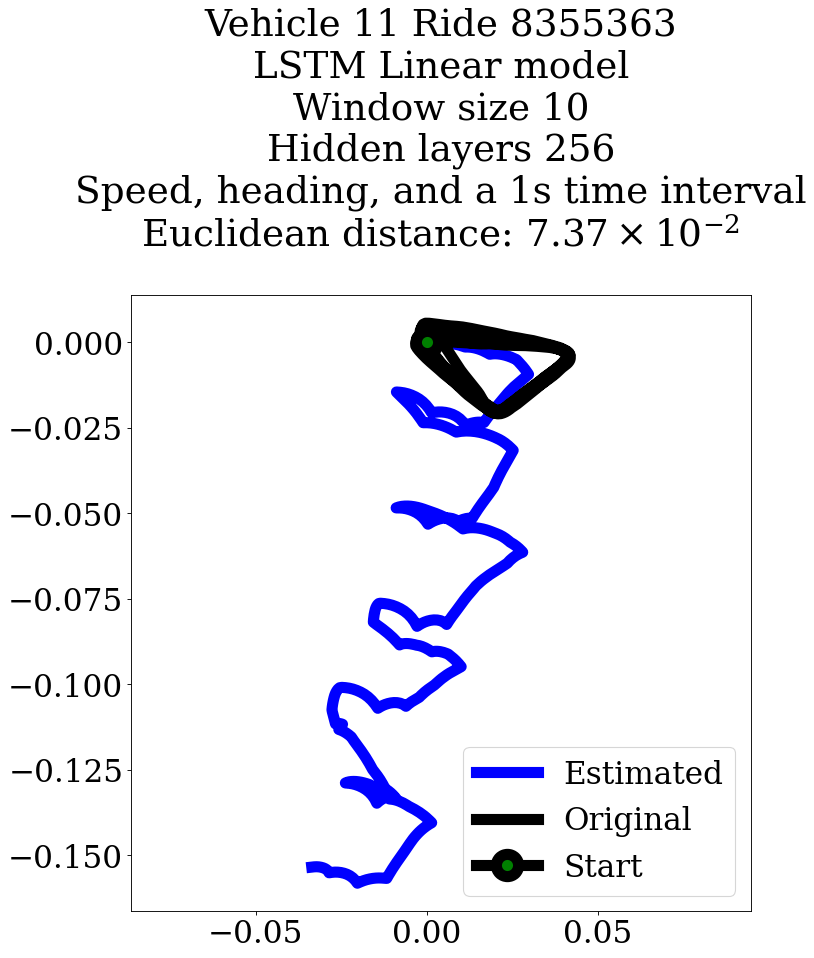 Vehicle 11 Ride 8355363
LSTM Linear model
Window size 10
Hidden layers 256
Speed, heading, and a 1s time interval
Euclidean distance: 7.37 × 10⁻²
0.000
−0.025
−0.050
−0.075
−0.100
−0.125
−0.150
Estimated
Original
Start
−0.05 0.00 0.05